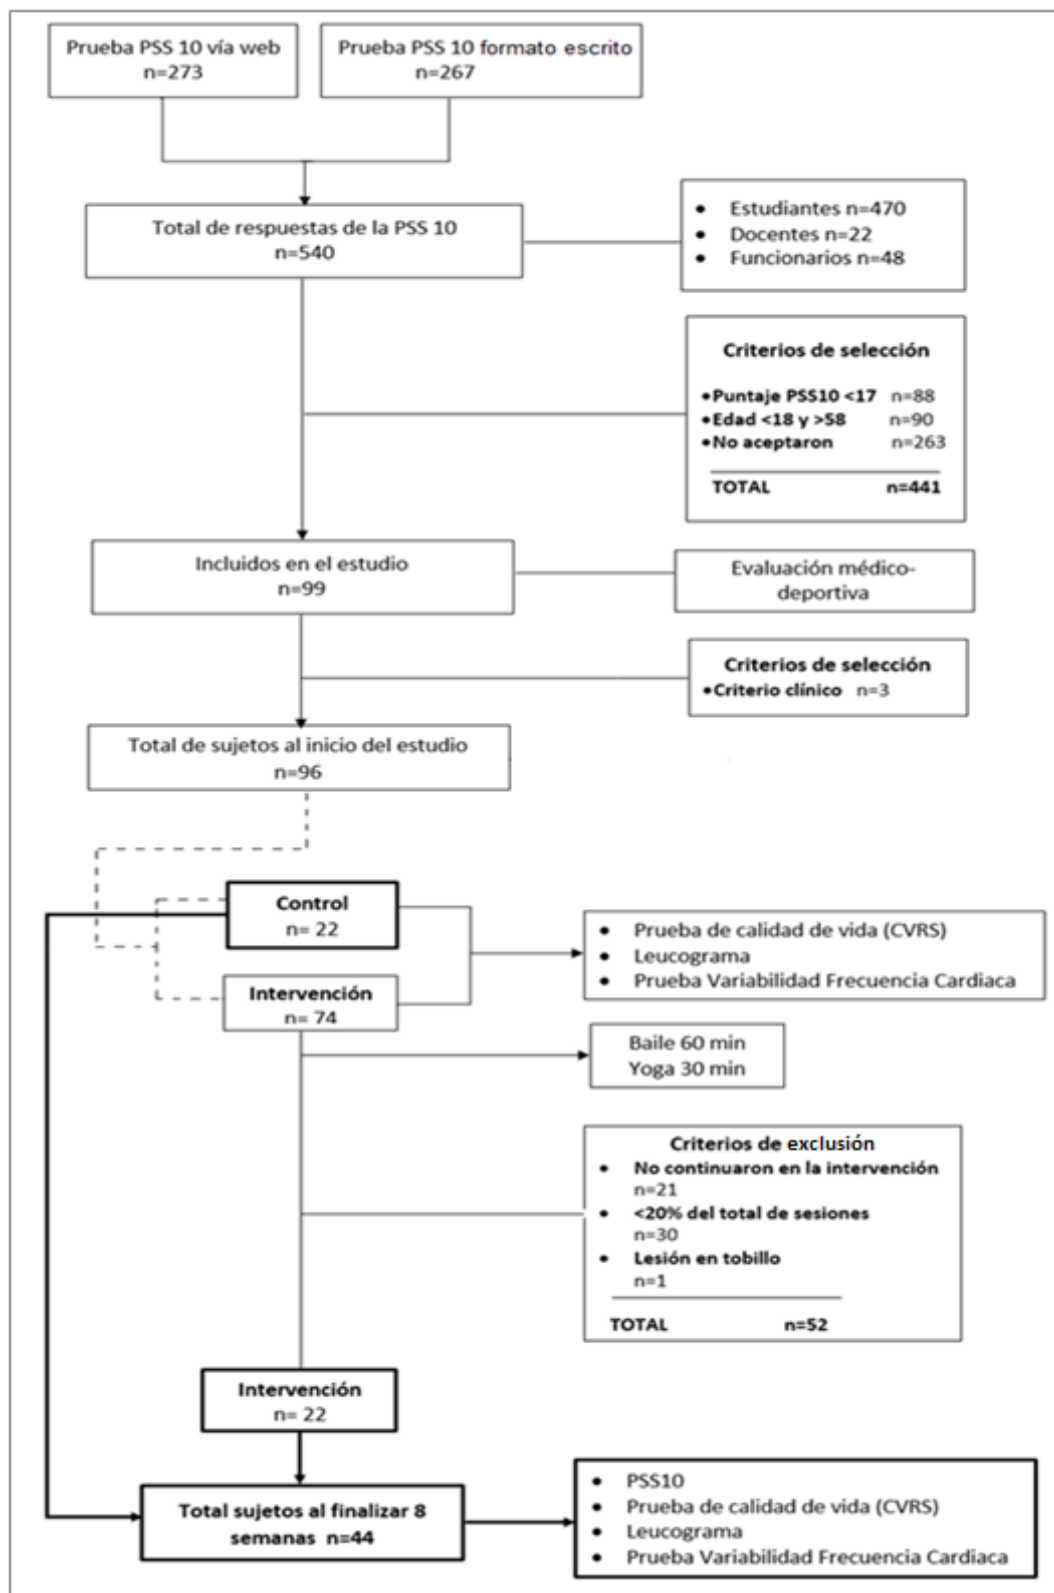 Prueba PSS 10 vía web
n=273
Prueba PSS 10 formato escrito
n=267
Total de respuestas de la PSS 10
n=540
• Estudiantes n=470
• Docentes n=22
• Funcionarios n=48
Criterios de selección
•Puntaje PSS10 <17 n=88
•Edad <18 y >58 n=90
•No aceptaron n=263
TOTAL n=441
Incluidos en el estudio
n=99
Evaluación médico-
deportiva
Criterios de selección
•Criterio clínico n=3
Total de sujetos al inicio del estudio
n=96
Control
n= 22
• Prueba de calidad de vida (CVRS)
• Leucograma
• Prueba Variabilidad Frecuencia Cardiaca
Intervención
n= 74
Baile 60 min
Yoga 30 min
Criterios de exclusión
• No continuaron en la intervención
n=21
• <20% del total de sesiones
n=30
• Lesión en tobillo
n=1
TOTAL n=52
Intervención
n= 22
Total sujetos al finalizar 8
semanas n=44
• PSS10
• Prueba de calidad de vida (CVRS)
• Leucograma
• Prueba Variabilidad Frecuencia Cardiaca